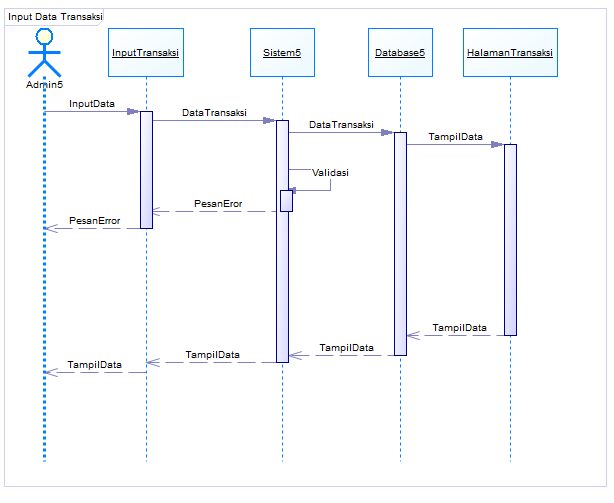 Input Data Transaksi
InputTransaksi
Sistem5
Database5
HalamanTransaksi
Admin5
InputData
DataTransaksi
DataTransaksi
TampilData
Validasi
PesanEror
PesanError
TampilData
TampilData
TampilData
TampilData